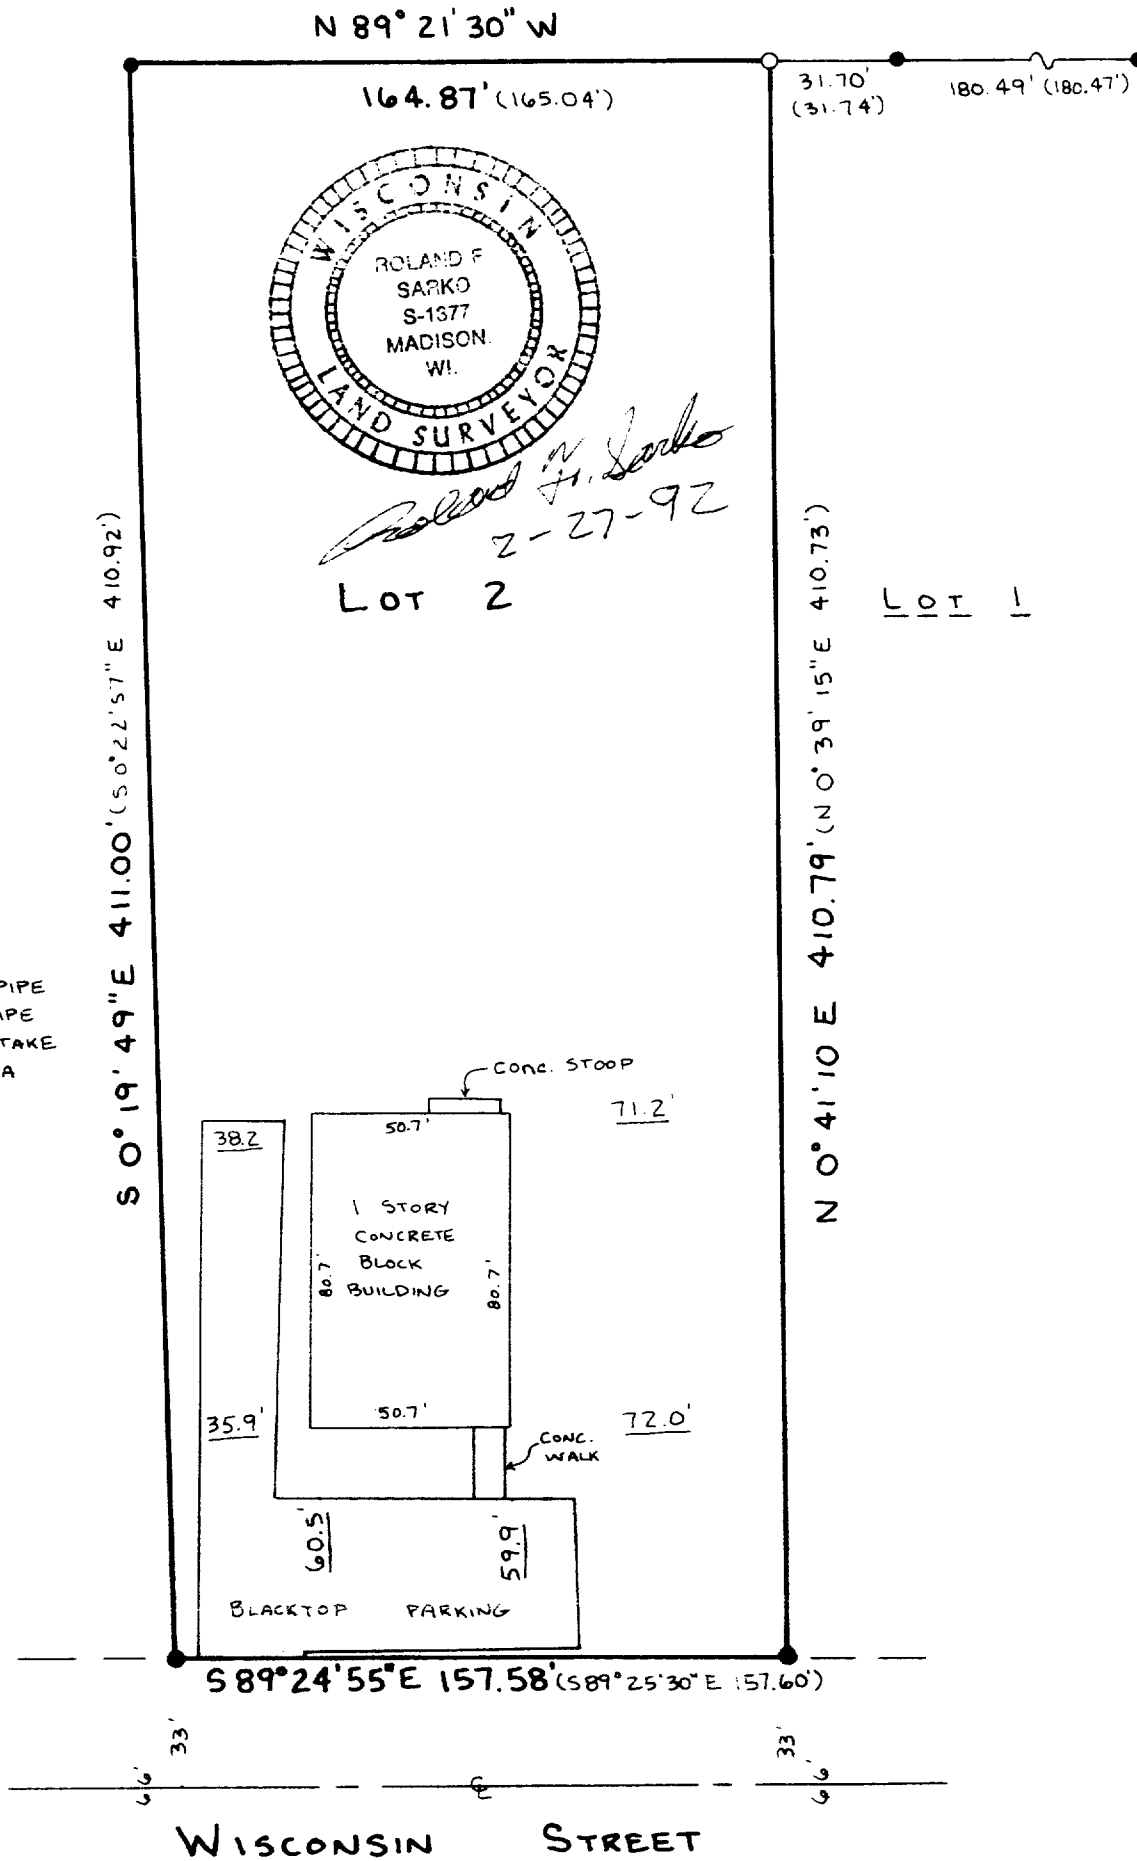 N 89° 21' 30" W
164.87' (165.04')
31.70'
(31.74')
180.49' (180.47')
WISCONSIN
ROLAND F
SARKO
S-1377
MADISON.
WI.
LAND SURVEYOR
Roland F. Sarko
2-27-92
LOT 2
LOT 1
S 0° 19' 49" E 411.00' (S 0° 22' 57" E 410.92')
N 0° 41' 10 E 410.79' (N 0° 39' 15" E 410.73')
PIPE
IPE
TAKE
A
CONC. STOOP
71.2'
38.2
50.7'
1 STORY
CONCRETE
BLOCK
BUILDING
80.7'
80.7'
50.7'
35.9'
72.0'
CONC.
WALK
60.5'
59.9'
BLACKTOP PARKING
S 89° 24' 55" E 157.58' (S 89° 25' 30" E 157.60')
33'
33'
66'
℄
66'
WISCONSIN STREET